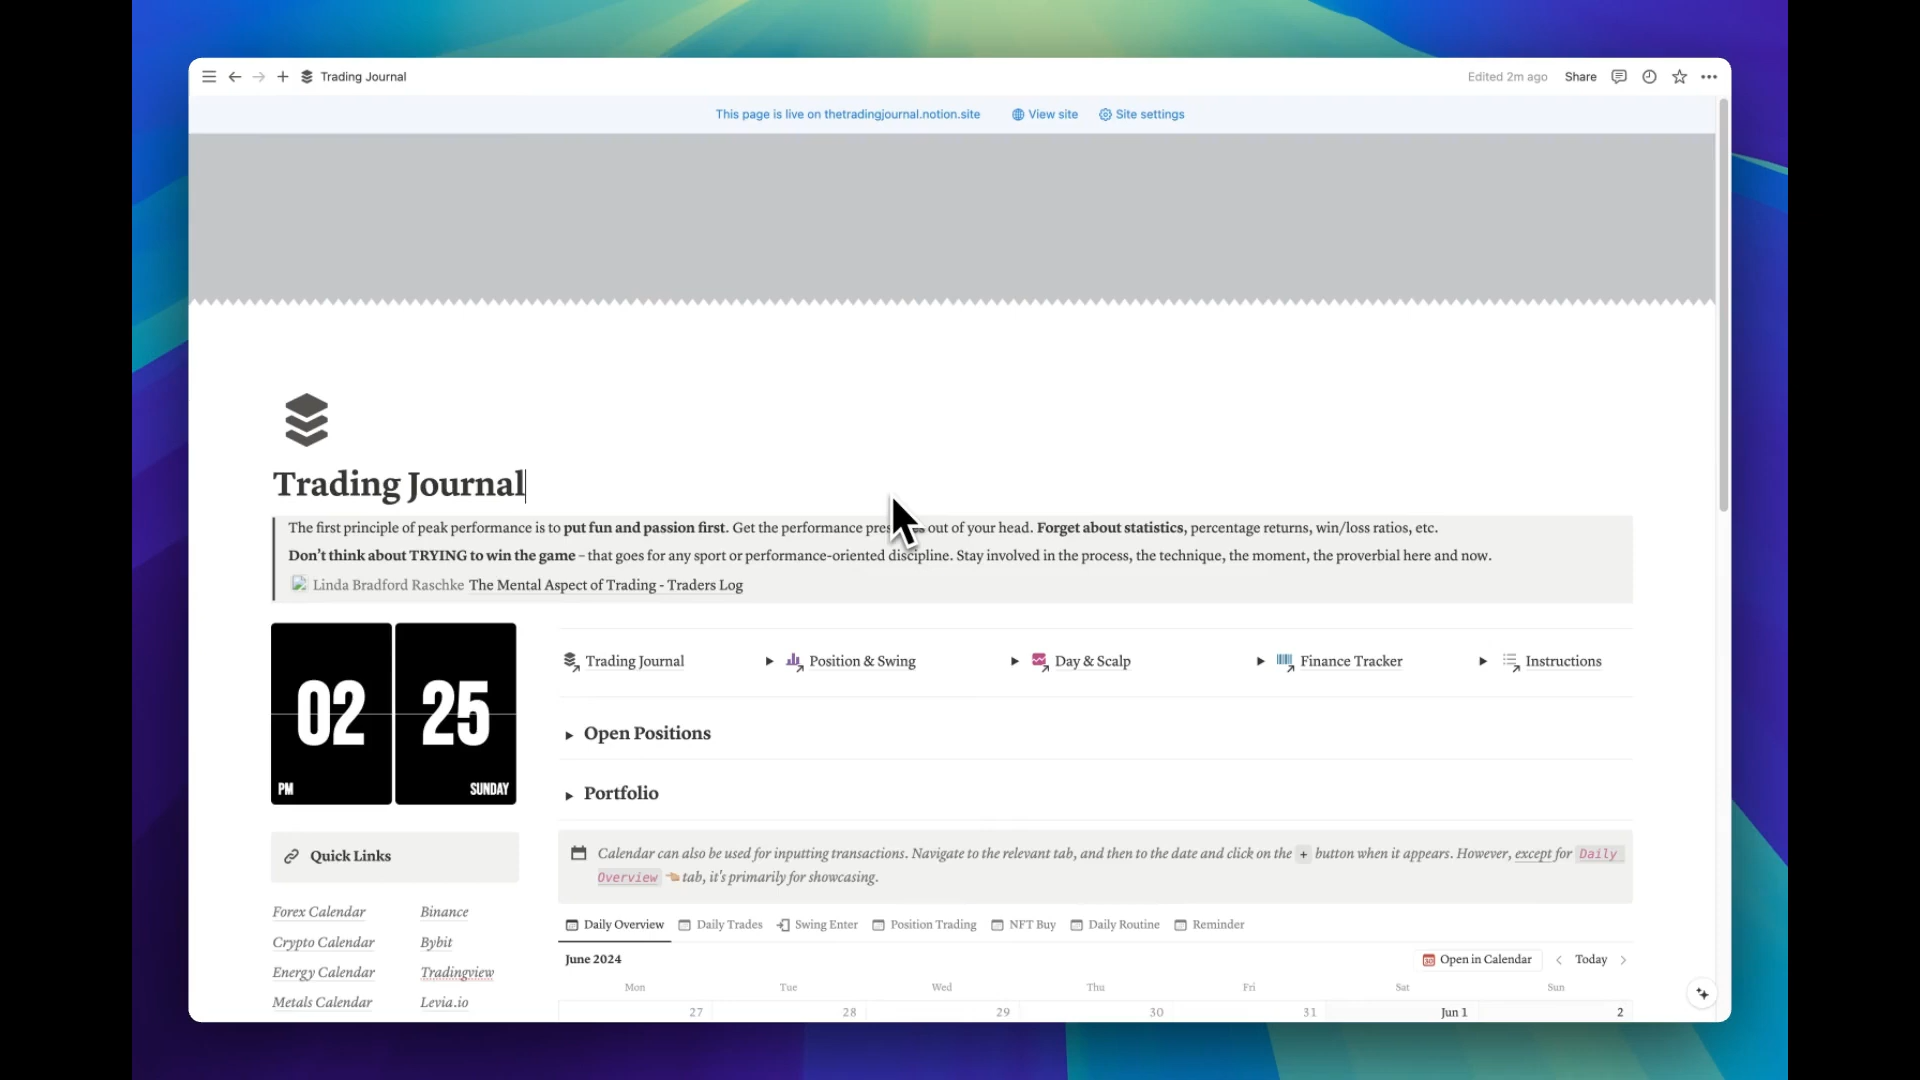 Trading Journal
Edited 2m ago Share
This page is live on thetradingjournal.notion.site View site Site settings
Trading Journal
The first principle of peak performance is to put fun and passion first. Get the performance out of your head. Forget about statistics, percentage returns, win/loss ratios, etc.
Don't think about TRYING to win the game – that goes for any sport or performance-oriented discipline. Stay involved in the process, the technique, the moment, the proverbial here and now.
Linda Bradford Raschke The Mental Aspect of Trading - Traders Log
02 25
PM SUNDAY
Trading Journal Position & Swing Day & Scalp Finance Tracker Instructions
Open Positions
Portfolio
Quick Links
Forex Calendar Binance
Crypto Calendar Bybit
Energy Calendar Tradingview
Metals Calendar Levia.io
Calendar can also be used for inputting transactions. Navigate to the relevant tab, and then to the date and click on the + button when it appears. However, except for Daily
Overview tab, it's primarily for showcasing.
Daily Overview Daily Trades Swing Enter Position Trading NFT Buy Daily Routine Reminder
June 2024 Open in Calendar Today
Mon Tue Wed Thu Fri Sat Sun
27 28 29 30 31 Jun 1 2